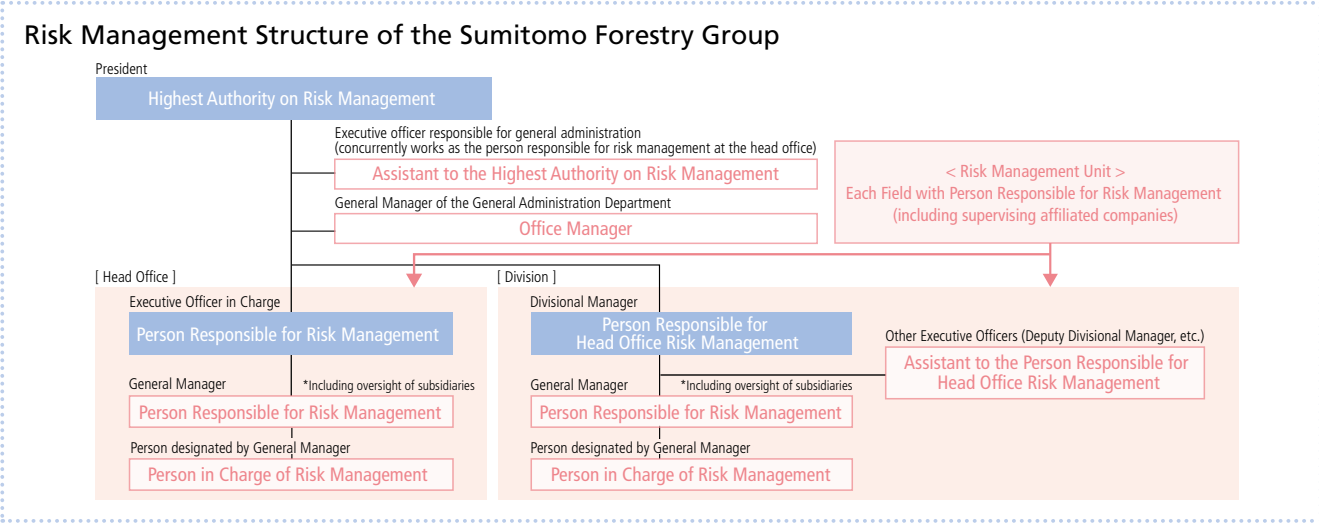 Risk Management Structure of the Sumitomo Forestry Group
President
Highest Authority on Risk Management
Executive officer responsible for general administration
(concurrently works as the person responsible for risk management at the head office)
Assistant to the Highest Authority on Risk Management
General Manager of the General Administration Department
Office Manager
< Risk Management Unit >
Each Field with Person Responsible for Risk Management
(including supervising affiliated companies)
[ Head Office ]
Executive Officer in Charge
Person Responsible for Risk Management
General Manager
*Including oversight of subsidiaries
Person Responsible for Risk Management
Person designated by General Manager
Person in Charge of Risk Management
[ Division ]
Divisional Manager
Person Responsible for
Head Office Risk Management
General Manager
*Including oversight of subsidiaries
Person Responsible for Risk Management
Person designated by General Manager
Person in Charge of Risk Management
Other Executive Officers (Deputy Divisional Manager, etc.)
Assistant to the Person Responsible for
Head Office Risk Management